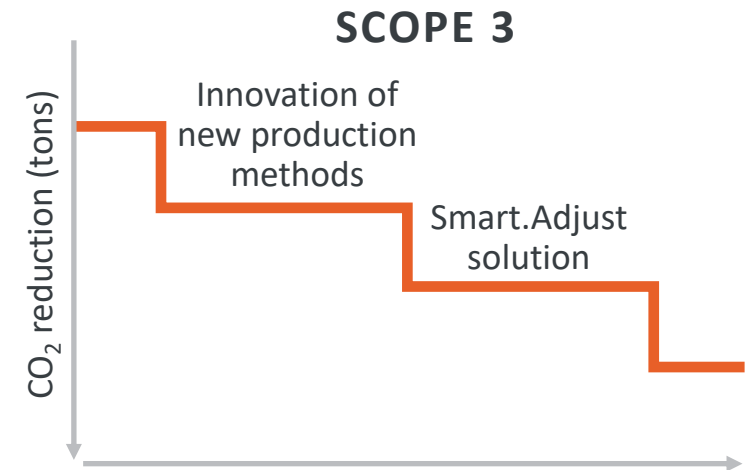 SCOPE 3
CO₂ reduction (tons)
Innovation of
new production
methods
Smart.Adjust
solution